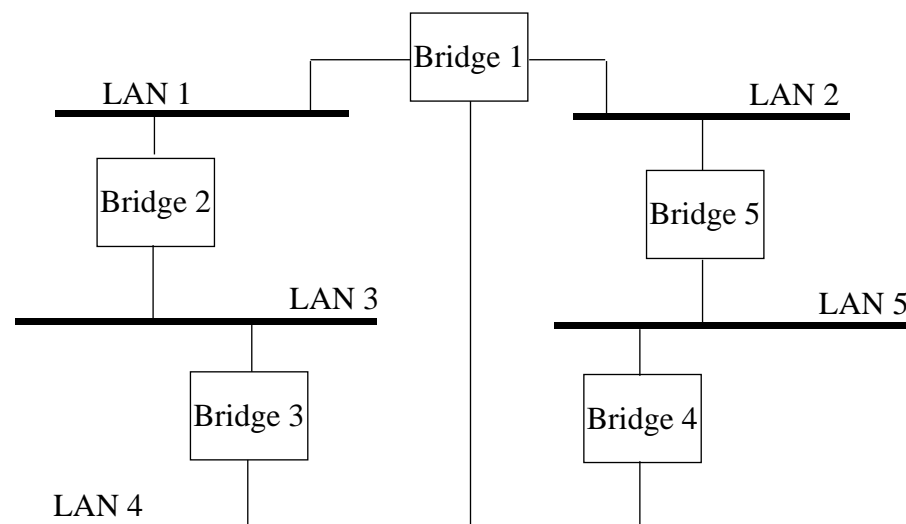 Bridge 1
LAN 1
LAN 2
Bridge 2
Bridge 5
LAN 3
LAN 5
Bridge 3
Bridge 4
LAN 4